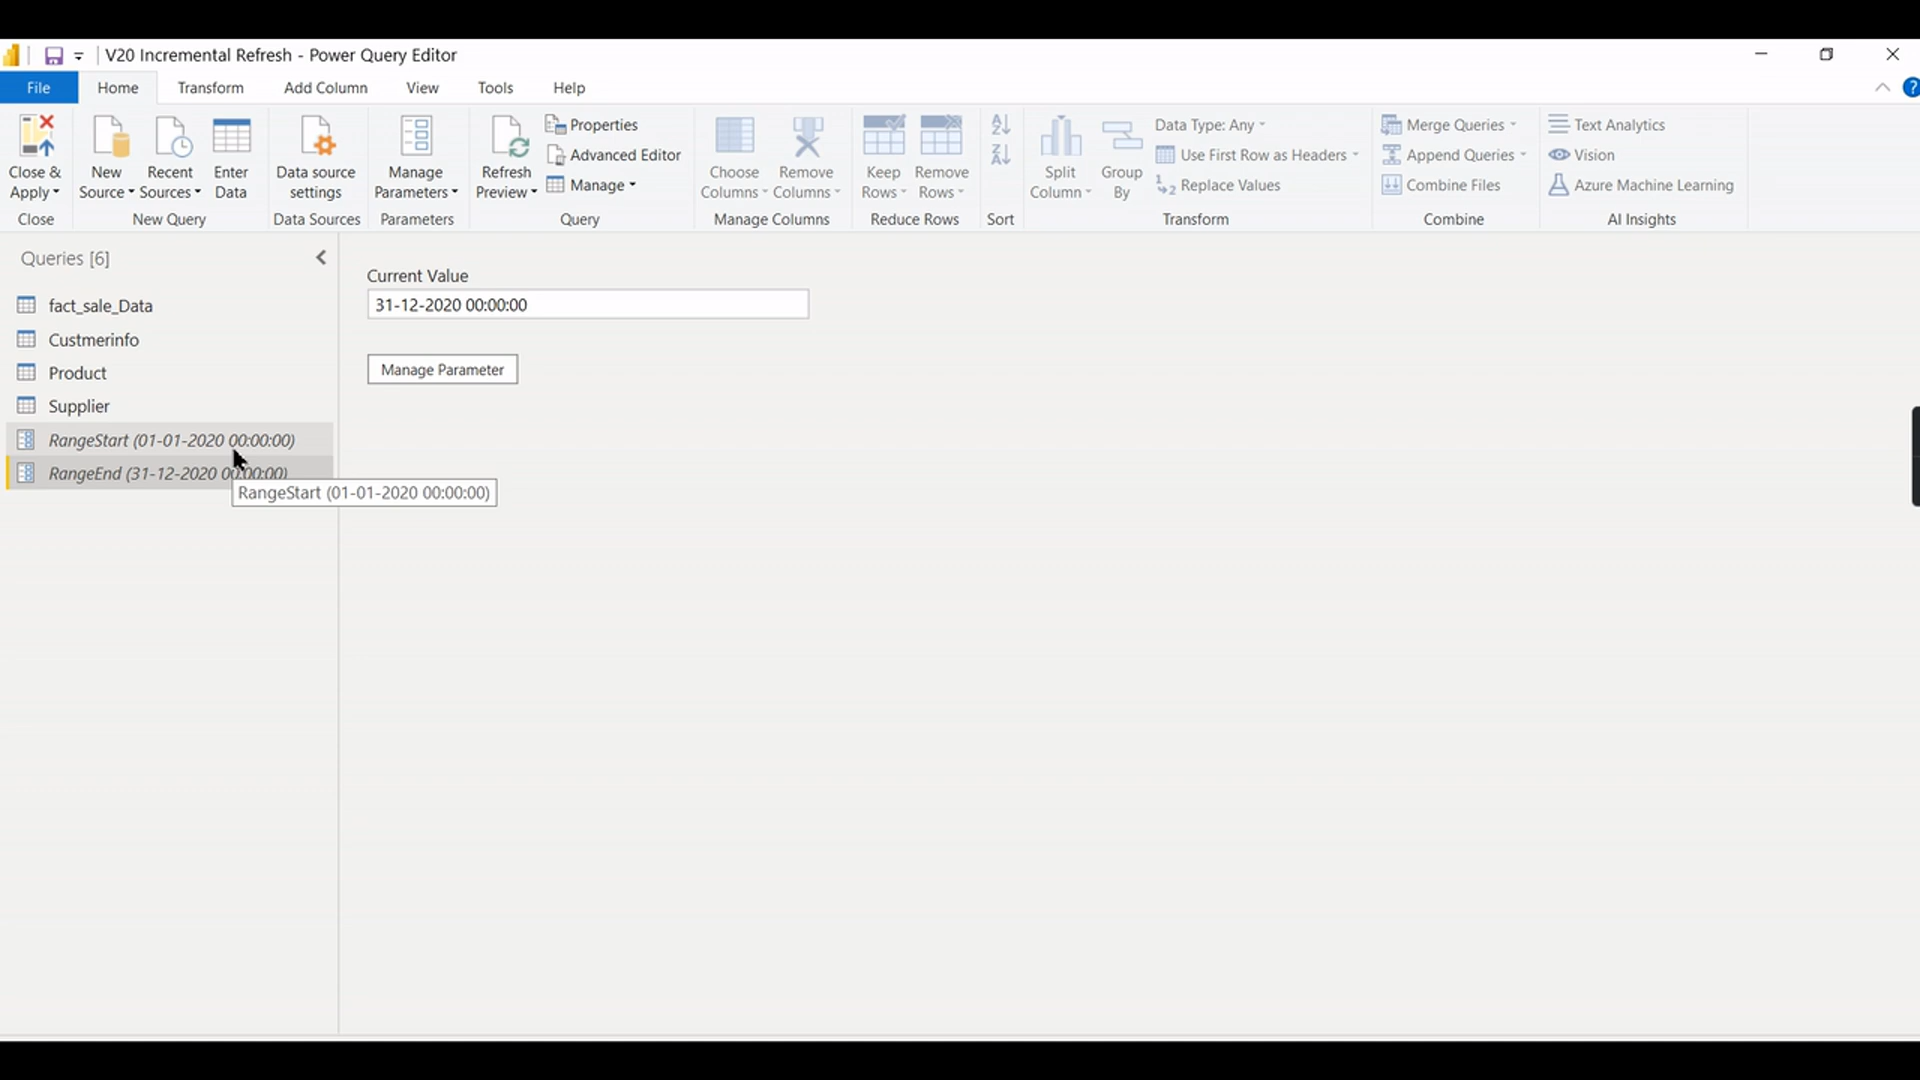 V20 Incremental Refresh - Power Query Editor
File Home Transform Add Column View Tools Help
?
Close & Apply
New Source
Recent Sources
Enter Data
Data source settings
Manage Parameters
Refresh Preview
Properties
Advanced Editor
Manage
Choose Columns
Remove Columns
Keep Rows
Remove Rows
A Z
Z A
Split Column
Group By
Data Type: Any
Use First Row as Headers
1 2 Replace Values
Merge Queries
Append Queries
Combine Files
Text Analytics
Vision
Azure Machine Learning
Close New Query Data Sources Parameters Query Manage Columns Reduce Rows Sort Transform Combine AI Insights
Queries [6]
fact_sale_Data
Custmerinfo
Product
Supplier
RangeStart (01-01-2020 00:00:00)
RangeEnd (31-12-2020 00:00:00)
RangeStart (01-01-2020 00:00:00)
Current Value
31-12-2020 00:00:00
Manage Parameter